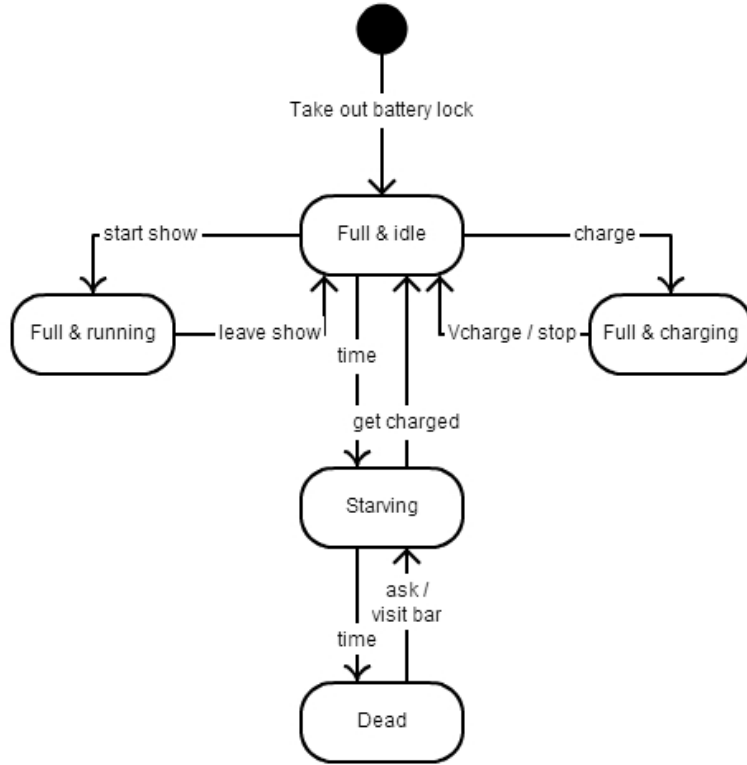 Take out battery lock
Full & idle
start show
charge
Full & running
leave show
Vcharge / stop
Full & charging
time
get charged
Starving
ask /
visit bar
time
Dead